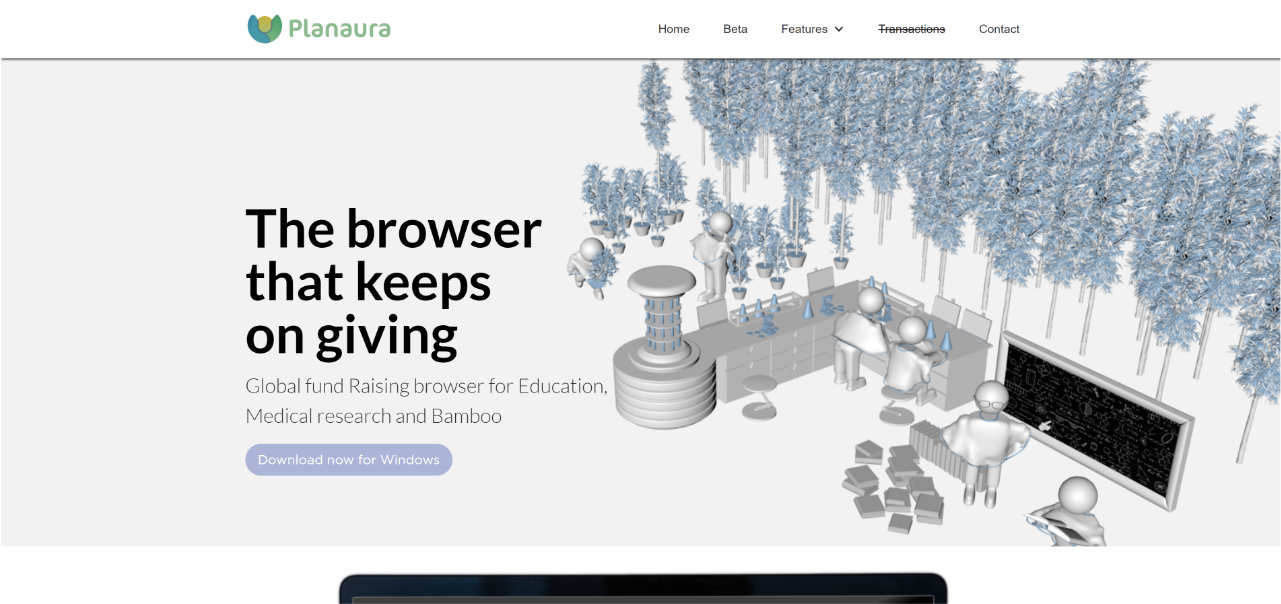 Planaura
Home
Beta
Features
Transactions
Contact
The browser
that keeps
on giving
Global fund Raising browser for Education,
Medical research and Bamboo
Download now for Windows